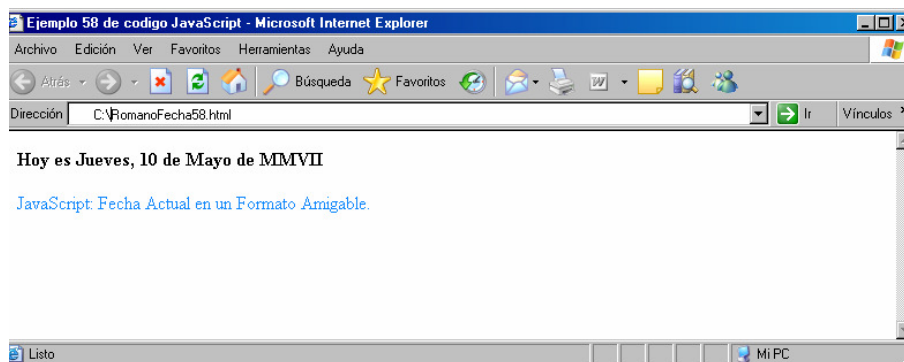 Ejemplo 58 de codigo JavaScript - Microsoft Internet Explorer
Archivo Edición Ver Favoritos Herramientas Ayuda
Atrás Búsqueda Favoritos
Dirección C:\RomanoFecha58.html Ir Vínculos
Hoy es Jueves, 10 de Mayo de MMVII
JavaScript: Fecha Actual en un Formato Amigable.
Listo Mi PC